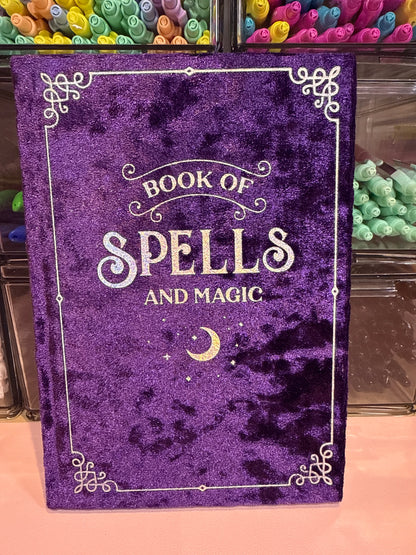 BOOK OF
SPELLS
AND MAGIC